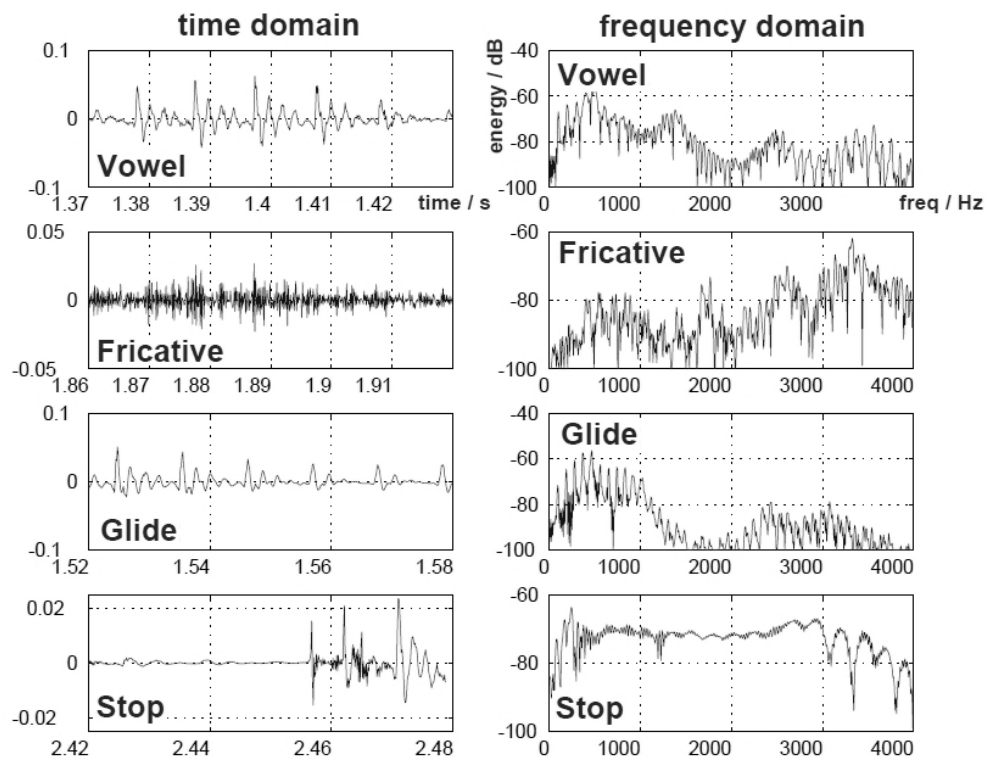 time domain frequency domain
0.1
0
-0.1
Vowel
1.37 1.38 1.39 1.4 1.41 1.42 time / s
energy / dB
-40
-60
-80
-100
Vowel
0 1000 2000 3000 freq / Hz
0.05
0
-0.05
Fricative
1.86 1.87 1.88 1.89 1.9 1.91
-60
-80
-100
Fricative
0 1000 2000 3000 4000
0.1
0
-0.1
Glide
1.52 1.54 1.56 1.58
-40
-60
-80
-100
Glide
0 1000 2000 3000 4000
0.02
0
-0.02
Stop
2.42 2.44 2.46 2.48
-60
-80
-100
Stop
0 1000 2000 3000 4000